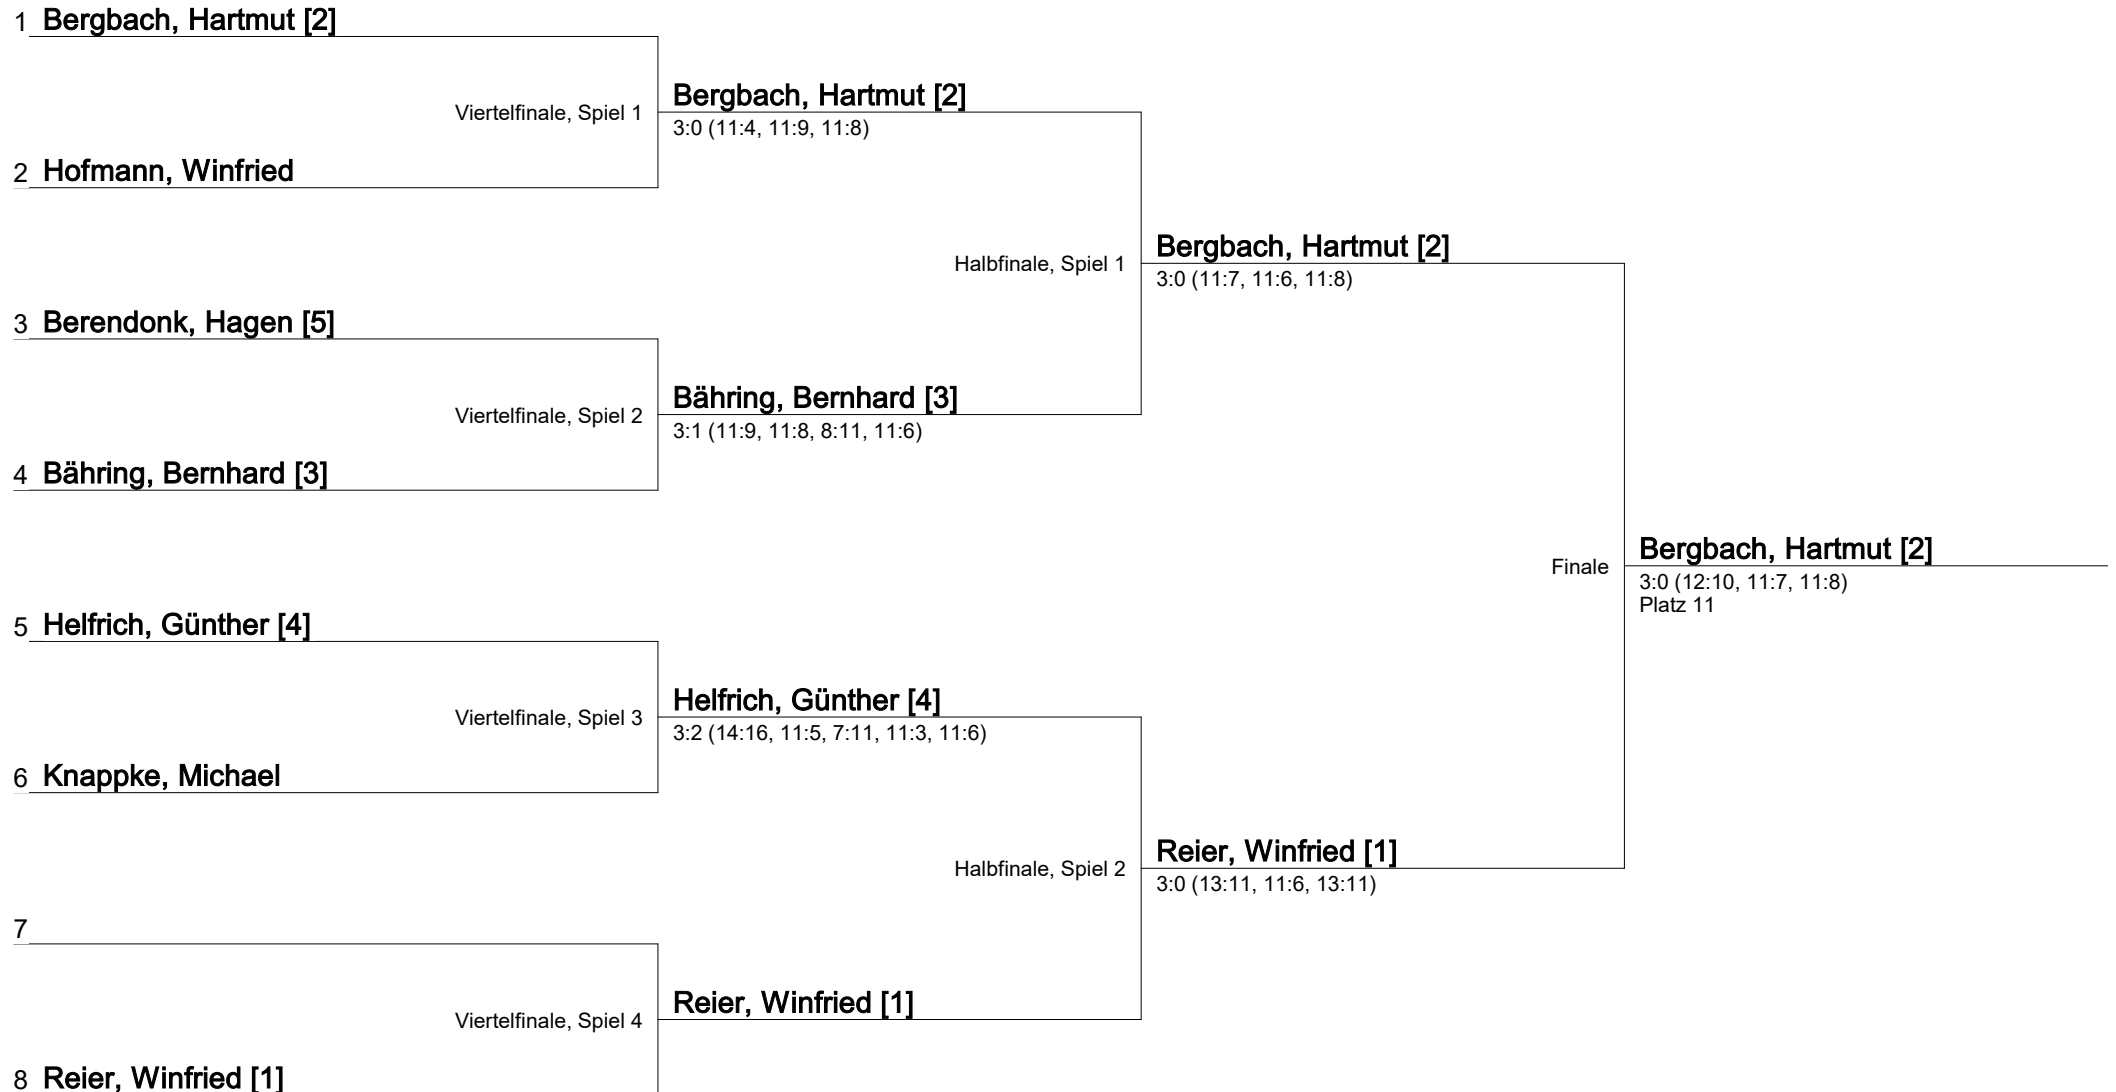 1 Bergbach, Hartmut [2]
Bergbach, Hartmut [2]
Viertelfinale, Spiel 1
3:0 (11:4, 11:9, 11:8)
2 Hofmann, Winfried
Bergbach, Hartmut [2]
Halbfinale, Spiel 1
3:0 (11:7, 11:6, 11:8)
3 Berendonk, Hagen [5]
Bähring, Bernhard [3]
Viertelfinale, Spiel 2
3:1 (11:9, 11:8, 8:11, 11:6)
4 Bähring, Bernhard [3]
Bergbach, Hartmut [2]
Finale
3:0 (12:10, 11:7, 11:8)
Platz 11
5 Helfrich, Günther [4]
Helfrich, Günther [4]
Viertelfinale, Spiel 3
3:2 (14:16, 11:5, 7:11, 11:3, 11:6)
6 Knappke, Michael
Reier, Winfried [1]
Halbfinale, Spiel 2
3:0 (13:11, 11:6, 13:11)
7
Reier, Winfried [1]
Viertelfinale, Spiel 4
8 Reier, Winfried [1]